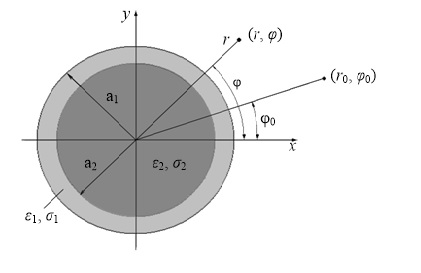 y
r
(r, φ)
(r₀, φ₀)
a₁
φ
φ₀
x
a₂
ε₂, σ₂
ε₁, σ₁